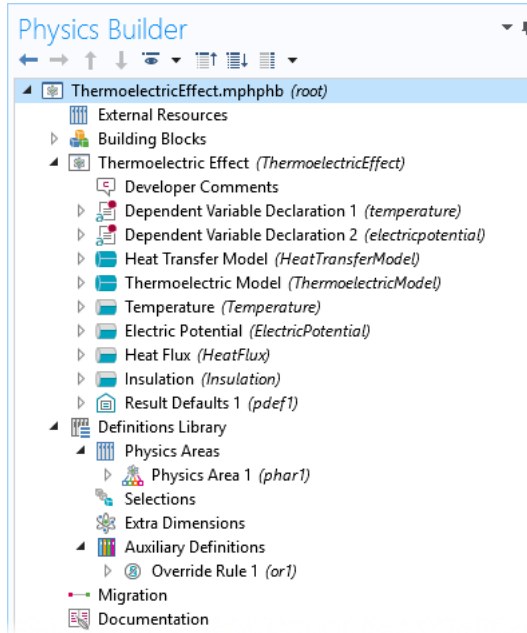 Physics Builder
ThermoelectricEffect.mphphb (root)
External Resources
Building Blocks
Thermoelectric Effect (ThermoelectricEffect)
Developer Comments
Dependent Variable Declaration 1 (temperature)
Dependent Variable Declaration 2 (electricpotential)
Heat Transfer Model (HeatTransferModel)
Thermoelectric Model (ThermoelectricModel)
Temperature (Temperature)
Electric Potential (ElectricPotential)
Heat Flux (HeatFlux)
Insulation (Insulation)
Result Defaults 1 (pdef1)
Definitions Library
Physics Areas
Physics Area 1 (phar1)
Selections
Extra Dimensions
Auxiliary Definitions
Override Rule 1 (or1)
Migration
Documentation